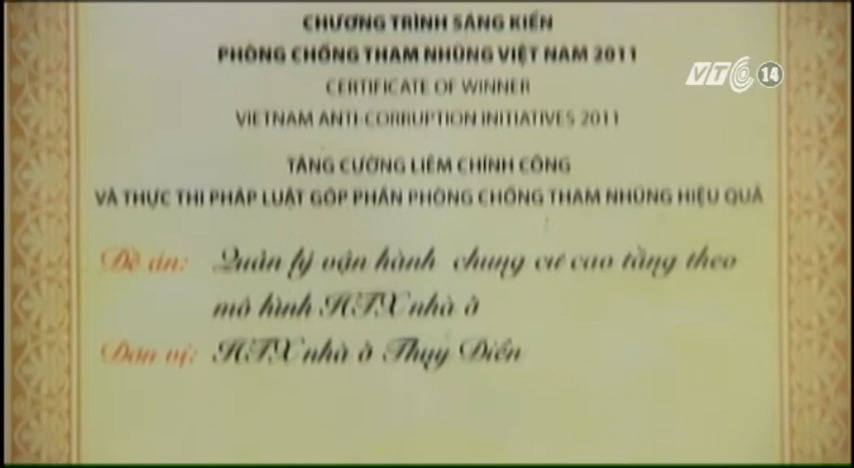 CHƯƠNG TRÌNH SÁNG KIẾN
PHÒNG CHỐNG THAM NHŨNG VIỆT NAM 2011
VTC 14
CERTIFICATE OF WINNER
VIETNAM ANTI-CORRUPTION INITIATIVES 2011
TĂNG CƯỜNG LIÊM CHÍNH CÔNG
VÀ THỰC THI PHÁP LUẬT GÓP PHẦN PHÒNG CHỐNG THAM NHŨNG HIỆU QUẢ
Đề án: Quản lý vận hành chung cư cao tầng theo
mô hình HTX nhà ở
Đơn vị: HTX nhà ở Thụy Điển